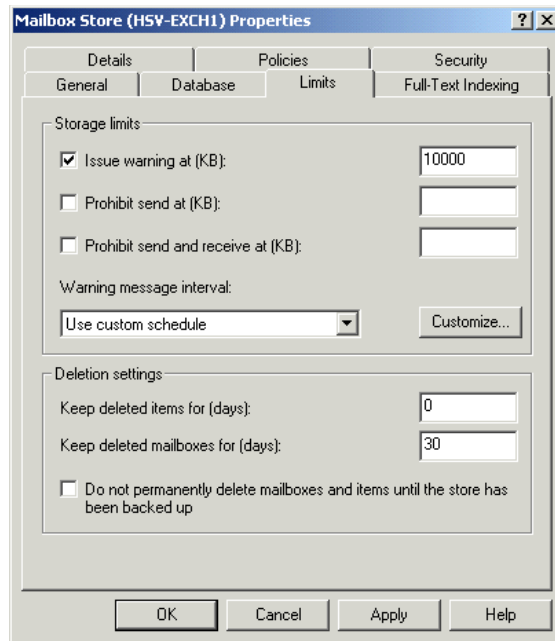 Mailbox Store (HSV-EXCH1) Properties
Details Policies Security
General Database Limits Full-Text Indexing
Storage limits
Issue warning at (KB): 10000
Prohibit send at (KB):
Prohibit send and receive at (KB):
Warning message interval:
Use custom schedule Customize...
Deletion settings
Keep deleted items for (days): 0
Keep deleted mailboxes for (days): 30
Do not permanently delete mailboxes and items until the store has
been backed up
OK Cancel Apply Help